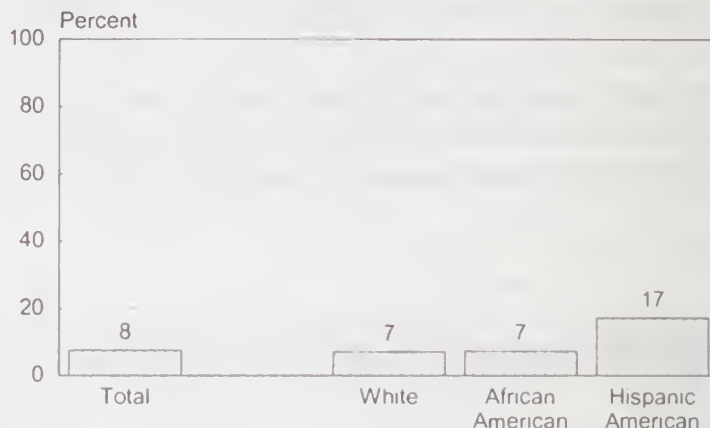 Percent
100
80
60
40
20
0
8
7
7
17
Total
White
African
American
Hispanic
American